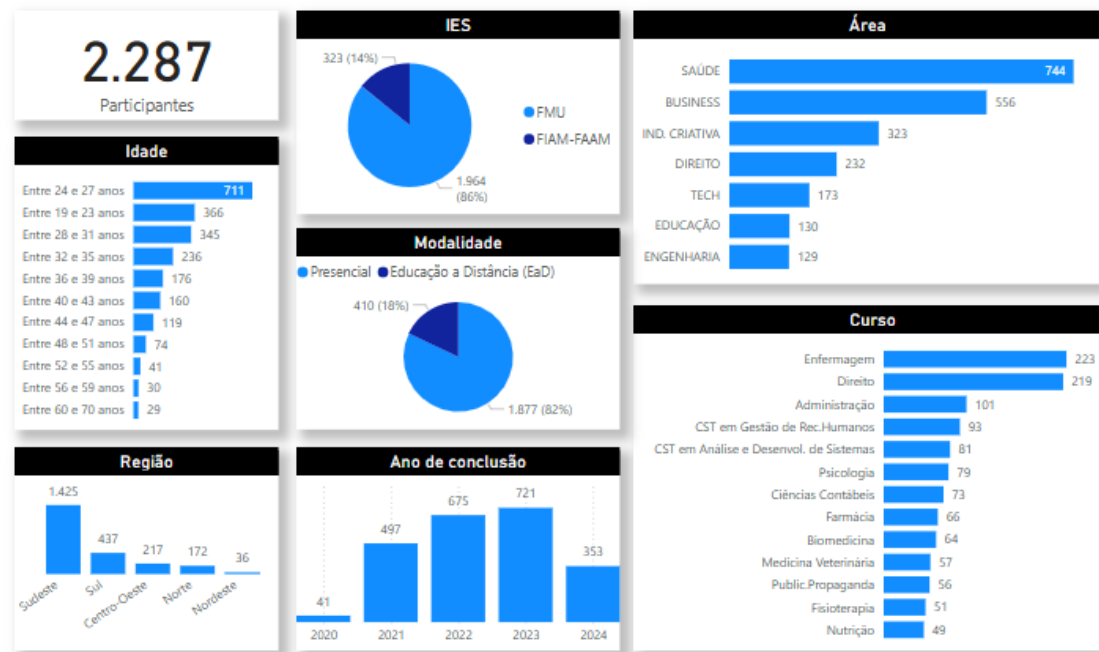 2.287
Participantes
Idade
Entre 24 e 27 anos 711
Entre 19 e 23 anos 366
Entre 28 e 31 anos 345
Entre 32 e 35 anos 236
Entre 36 e 39 anos 176
Entre 40 e 43 anos 160
Entre 44 e 47 anos 119
Entre 48 e 51 anos 74
Entre 52 e 55 anos 41
Entre 56 e 59 anos 30
Entre 60 e 70 anos 29
Região
1.425
437
217
172
36
Sudeste
Sul
Centro-Oeste
Norte
Nordeste
IES
323 (14%)
FMU
FIAM-FAAM
1.964
(86%)
Modalidade
Presencial Educação a Distância (EaD)
410 (18%)
1.877 (82%)
Ano de conclusão
41
497
675
721
353
2020 2021 2022 2023 2024
Área
SAÚDE 744
BUSINESS 556
IND. CRIATIVA 323
DIREITO 232
TECH 173
EDUCAÇÃO 130
ENGENHARIA 129
Curso
Enfermagem 223
Direito 219
Administração 101
CST em Gestão de Rec.Humanos 93
CST em Análise e Desenvol. de Sistemas 81
Psicologia 79
Ciências Contábeis 73
Farmácia 66
Biomedicina 64
Medicina Veterinária 57
Public.Propaganda 56
Fisioterapia 51
Nutrição 49